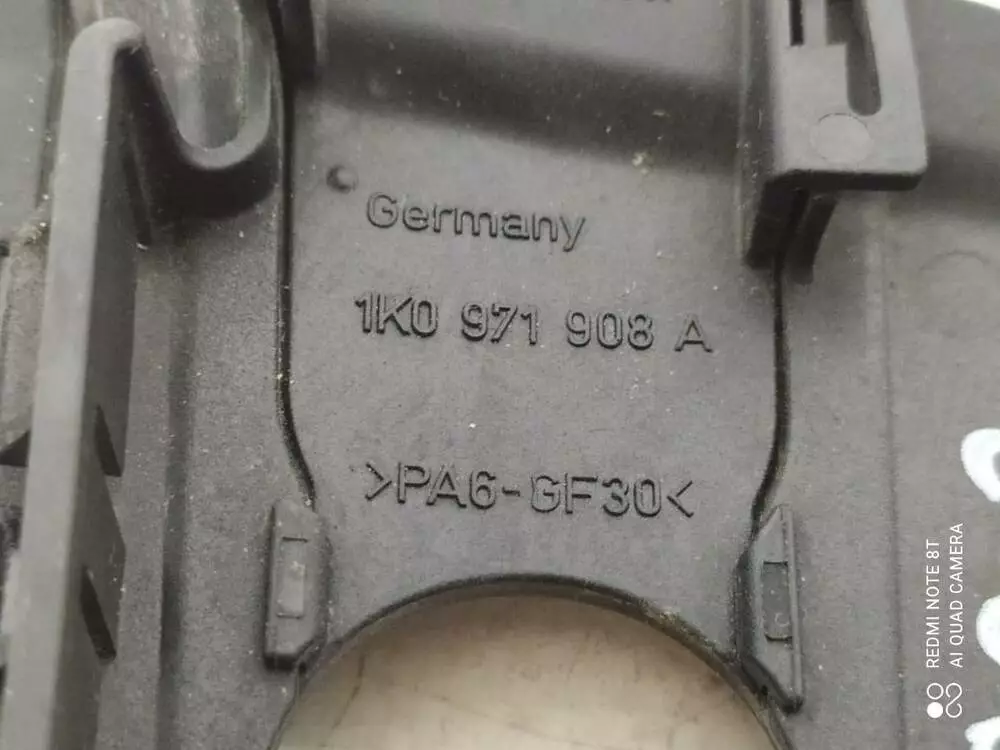 Germany
1K0 971 908 A
>PA6-GF30<
REDMI NOTE 8T
AI QUAD CAMERA